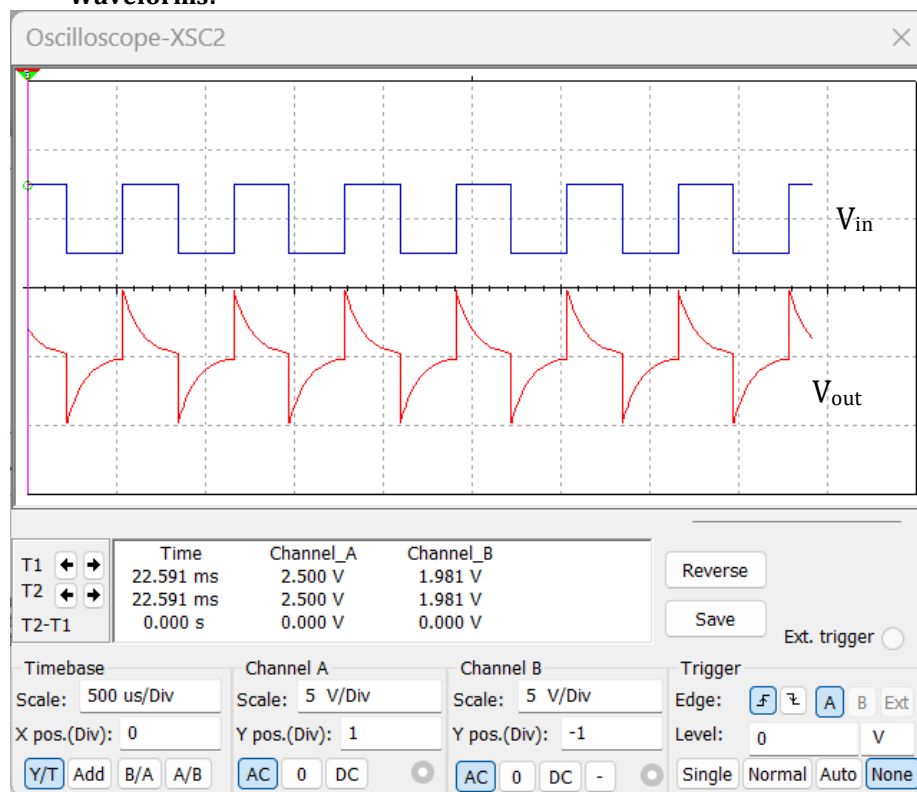 Waveforms:
Oscilloscope-XSC2
Vin
Vout
T1
T2
T2-T1
Time Channel_A Channel_B
22.591 ms 2.500 V 1.981 V
22.591 ms 2.500 V 1.981 V
0.000 s 0.000 V 0.000 V
Reverse
Save
Ext. trigger
Timebase
Scale: 500 us/Div
X pos.(Div): 0
Y/T Add B/A A/B
Channel A
Scale: 5 V/Div
Y pos.(Div): 1
AC 0 DC
Channel B
Scale: 5 V/Div
Y pos.(Div): -1
AC 0 DC -
Trigger
Edge: A B Ext
Level: 0 V
Single Normal Auto None